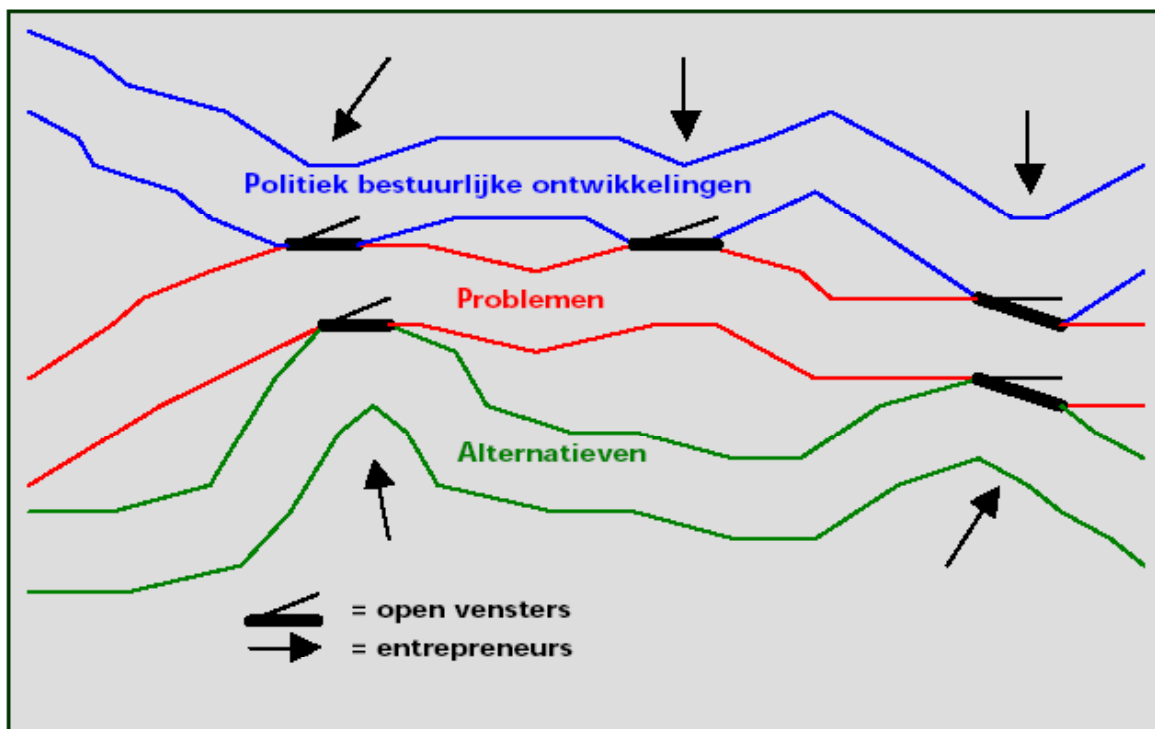 Politiek bestuurlijke ontwikkelingen
Problemen
Alternatieven
= open vensters
= entrepreneurs